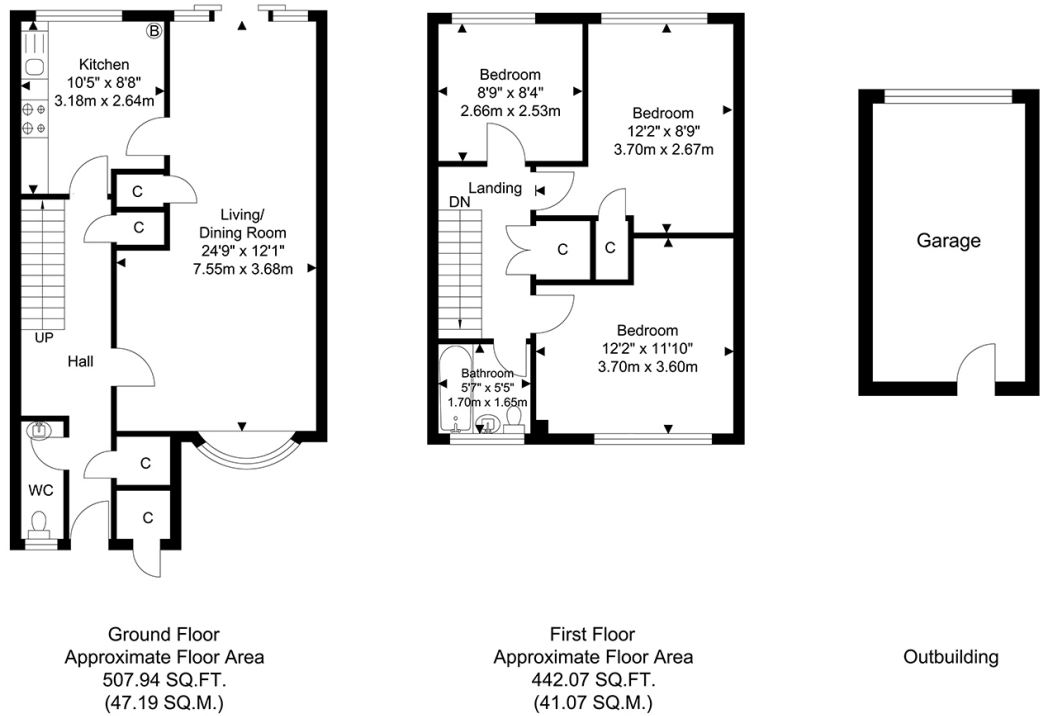 B
Kitchen
10'5" x 8'8"
3.18m x 2.64m
C
C
Living/
Dining Room
24'9" x 12'1"
7.55m x 3.68m
UP
Hall
WC
C
C
Ground Floor
Approximate Floor Area
507.94 SQ.FT.
(47.19 SQ.M.)
Bedroom
8'9" x 8'4"
2.66m x 2.53m
Bedroom
12'2" x 8'9"
3.70m x 2.67m
Landing
DN
C
C
Bedroom
12'2" x 11'10"
3.70m x 3.60m
Bathroom
5'7" x 5'5"
1.70m x 1.65m
First Floor
Approximate Floor Area
442.07 SQ.FT.
(41.07 SQ.M.)
Garage
Outbuilding